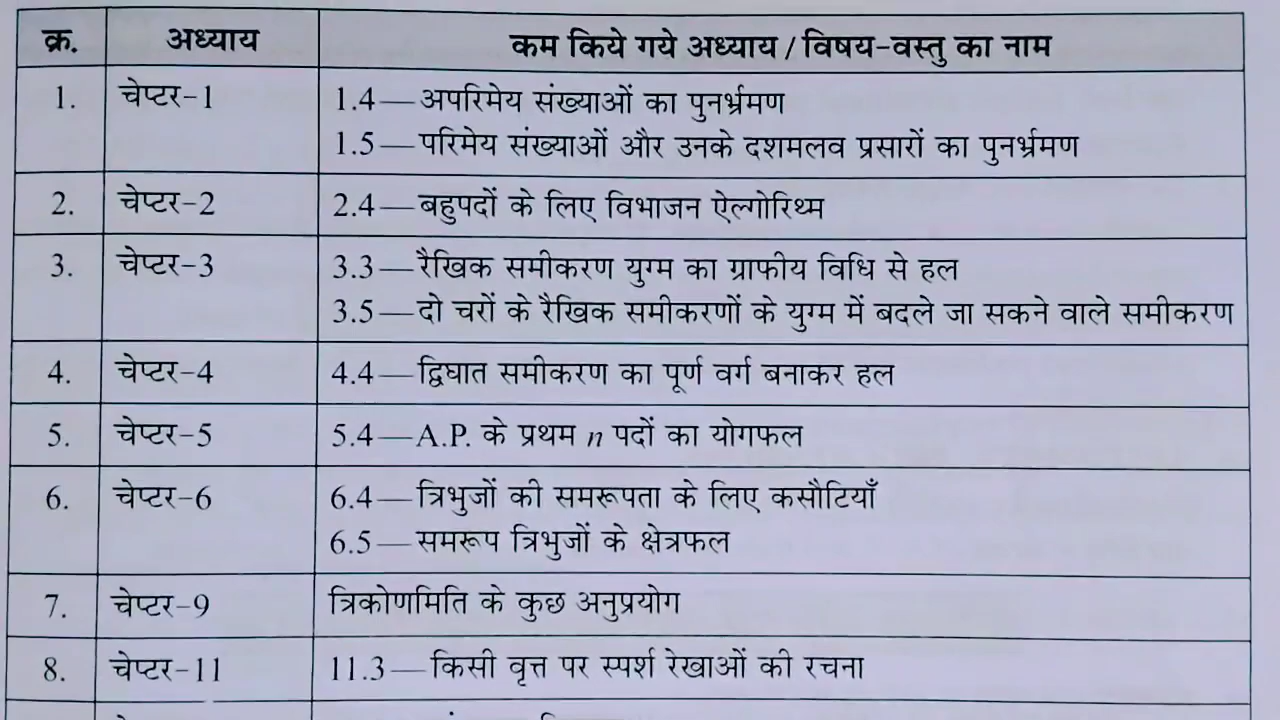 क्र. अध्याय कम किये गये अध्याय / विषय-वस्तु का नाम
1. चेप्टर-1 1.4—अपरिमेय संख्याओं का पुनर्भ्रमण
1.5—परिमेय संख्याओं और उनके दशमलव प्रसारों का पुनर्भ्रमण
2. चेप्टर-2 2.4—बहुपदों के लिए विभाजन ऐल्गोरिथ्म
3. चेप्टर-3 3.3—रैखिक समीकरण युग्म का ग्राफीय विधि से हल
3.5—दो चरों के रैखिक समीकरणों के युग्म में बदले जा सकने वाले समीकरण
4. चेप्टर-4 4.4—द्विघात समीकरण का पूर्ण वर्ग बनाकर हल
5. चेप्टर-5 5.4—A.P. के प्रथम n पदों का योगफल
6. चेप्टर-6 6.4—त्रिभुजों की समरूपता के लिए कसौटियाँ
6.5—समरूप त्रिभुजों के क्षेत्रफल
7. चेप्टर-9 त्रिकोणमिति के कुछ अनुप्रयोग
8. चेप्टर-11 11.3—किसी वृत्त पर स्पर्श रेखाओं की रचना